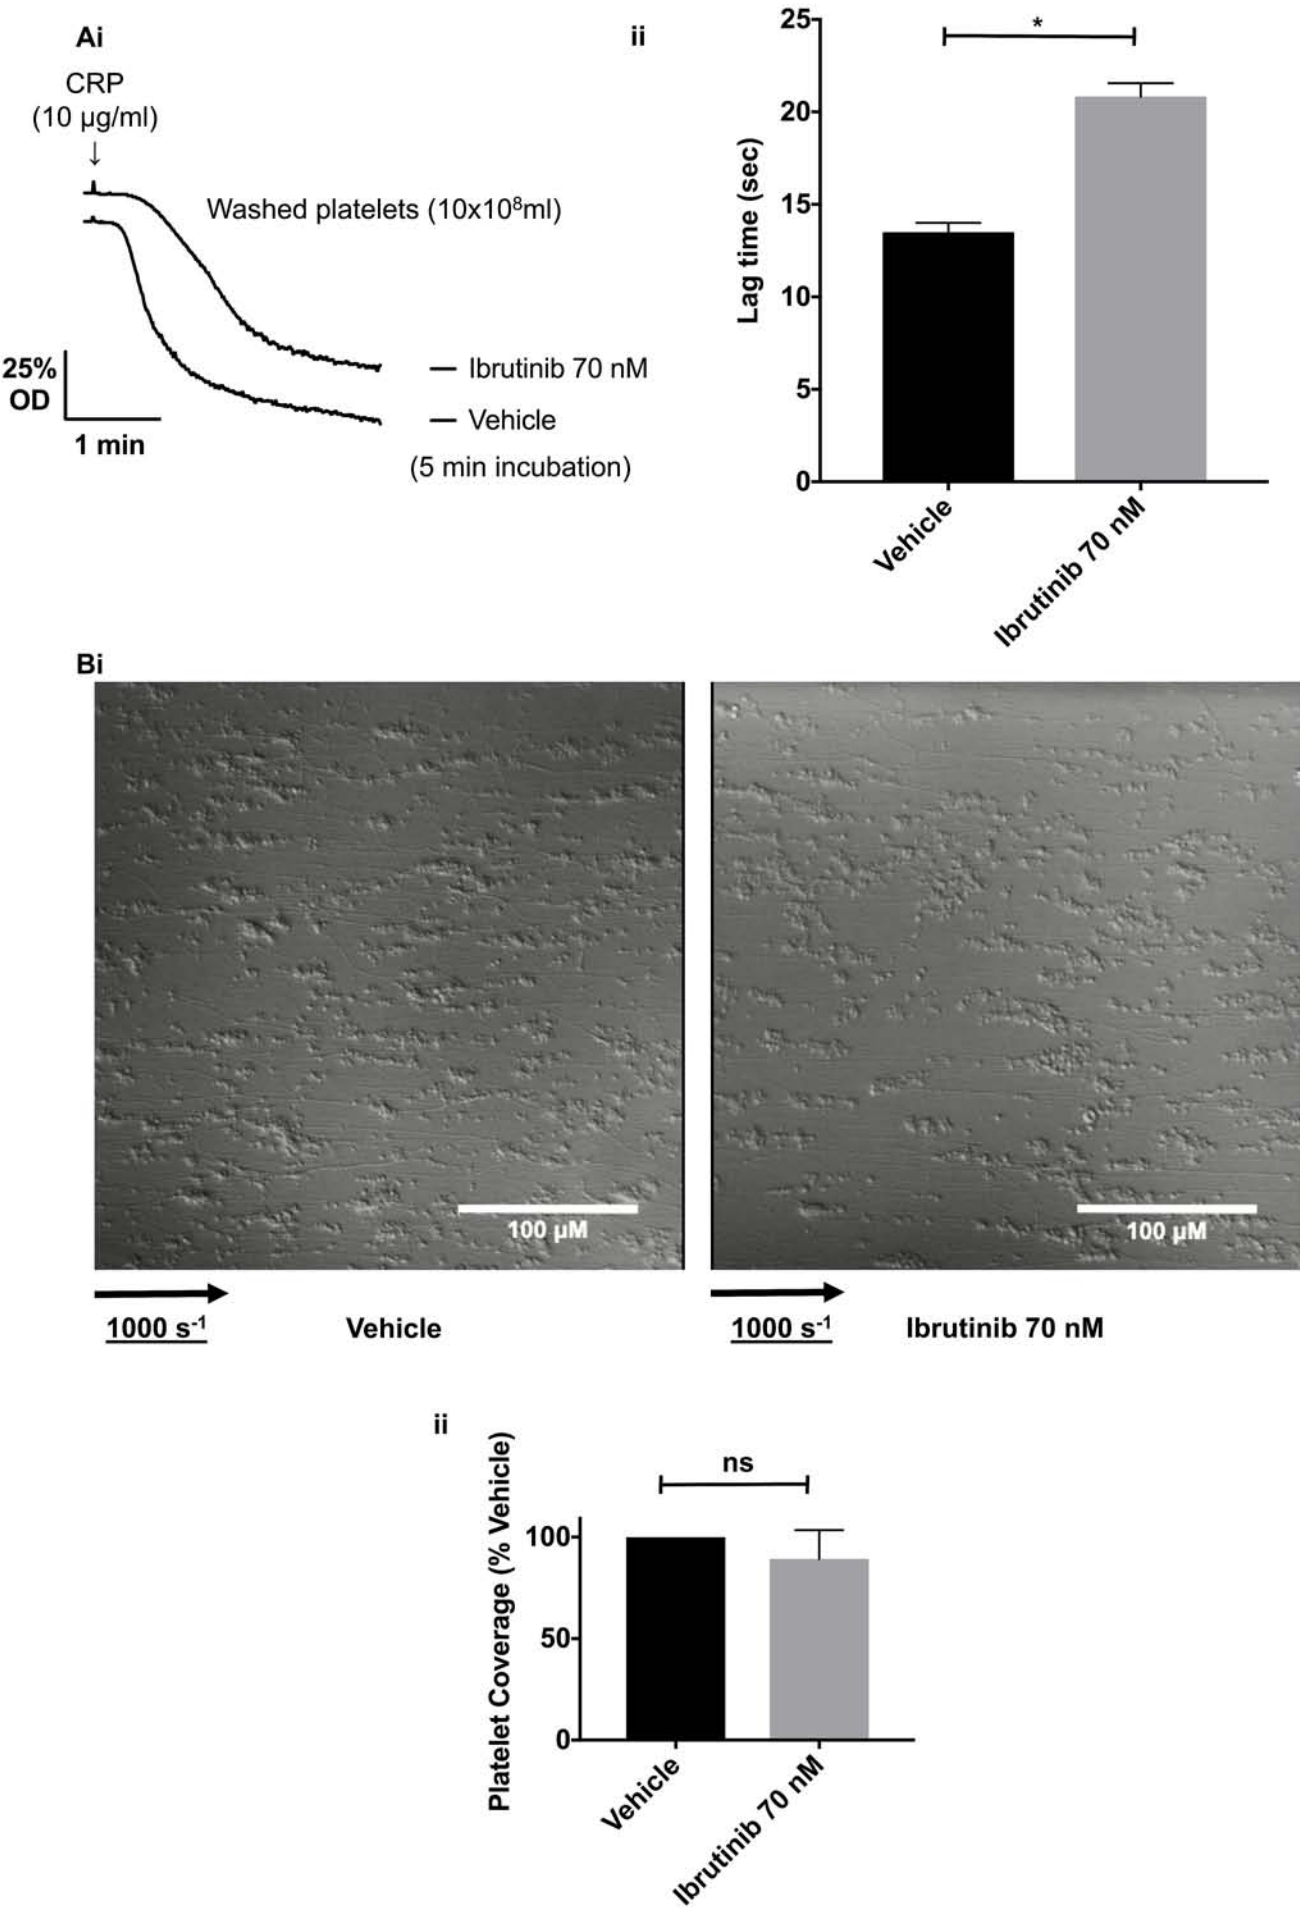 Ai
CRP
(10 µg/ml)
↓
Washed platelets (10x10⁸ml)
25%
OD
1 min
Ibrutinib 70 nM
Vehicle
(5 min incubation)
ii
*
Lag time (sec)
25
20
15
10
5
0
Vehicle
Ibrutinib 70 nM
Bi
100 µM
100 µM
1000 s⁻¹
Vehicle
1000 s⁻¹
Ibrutinib 70 nM
ii
ns
Platelet Coverage (% Vehicle)
100
50
0
Vehicle
Ibrutinib 70 nM